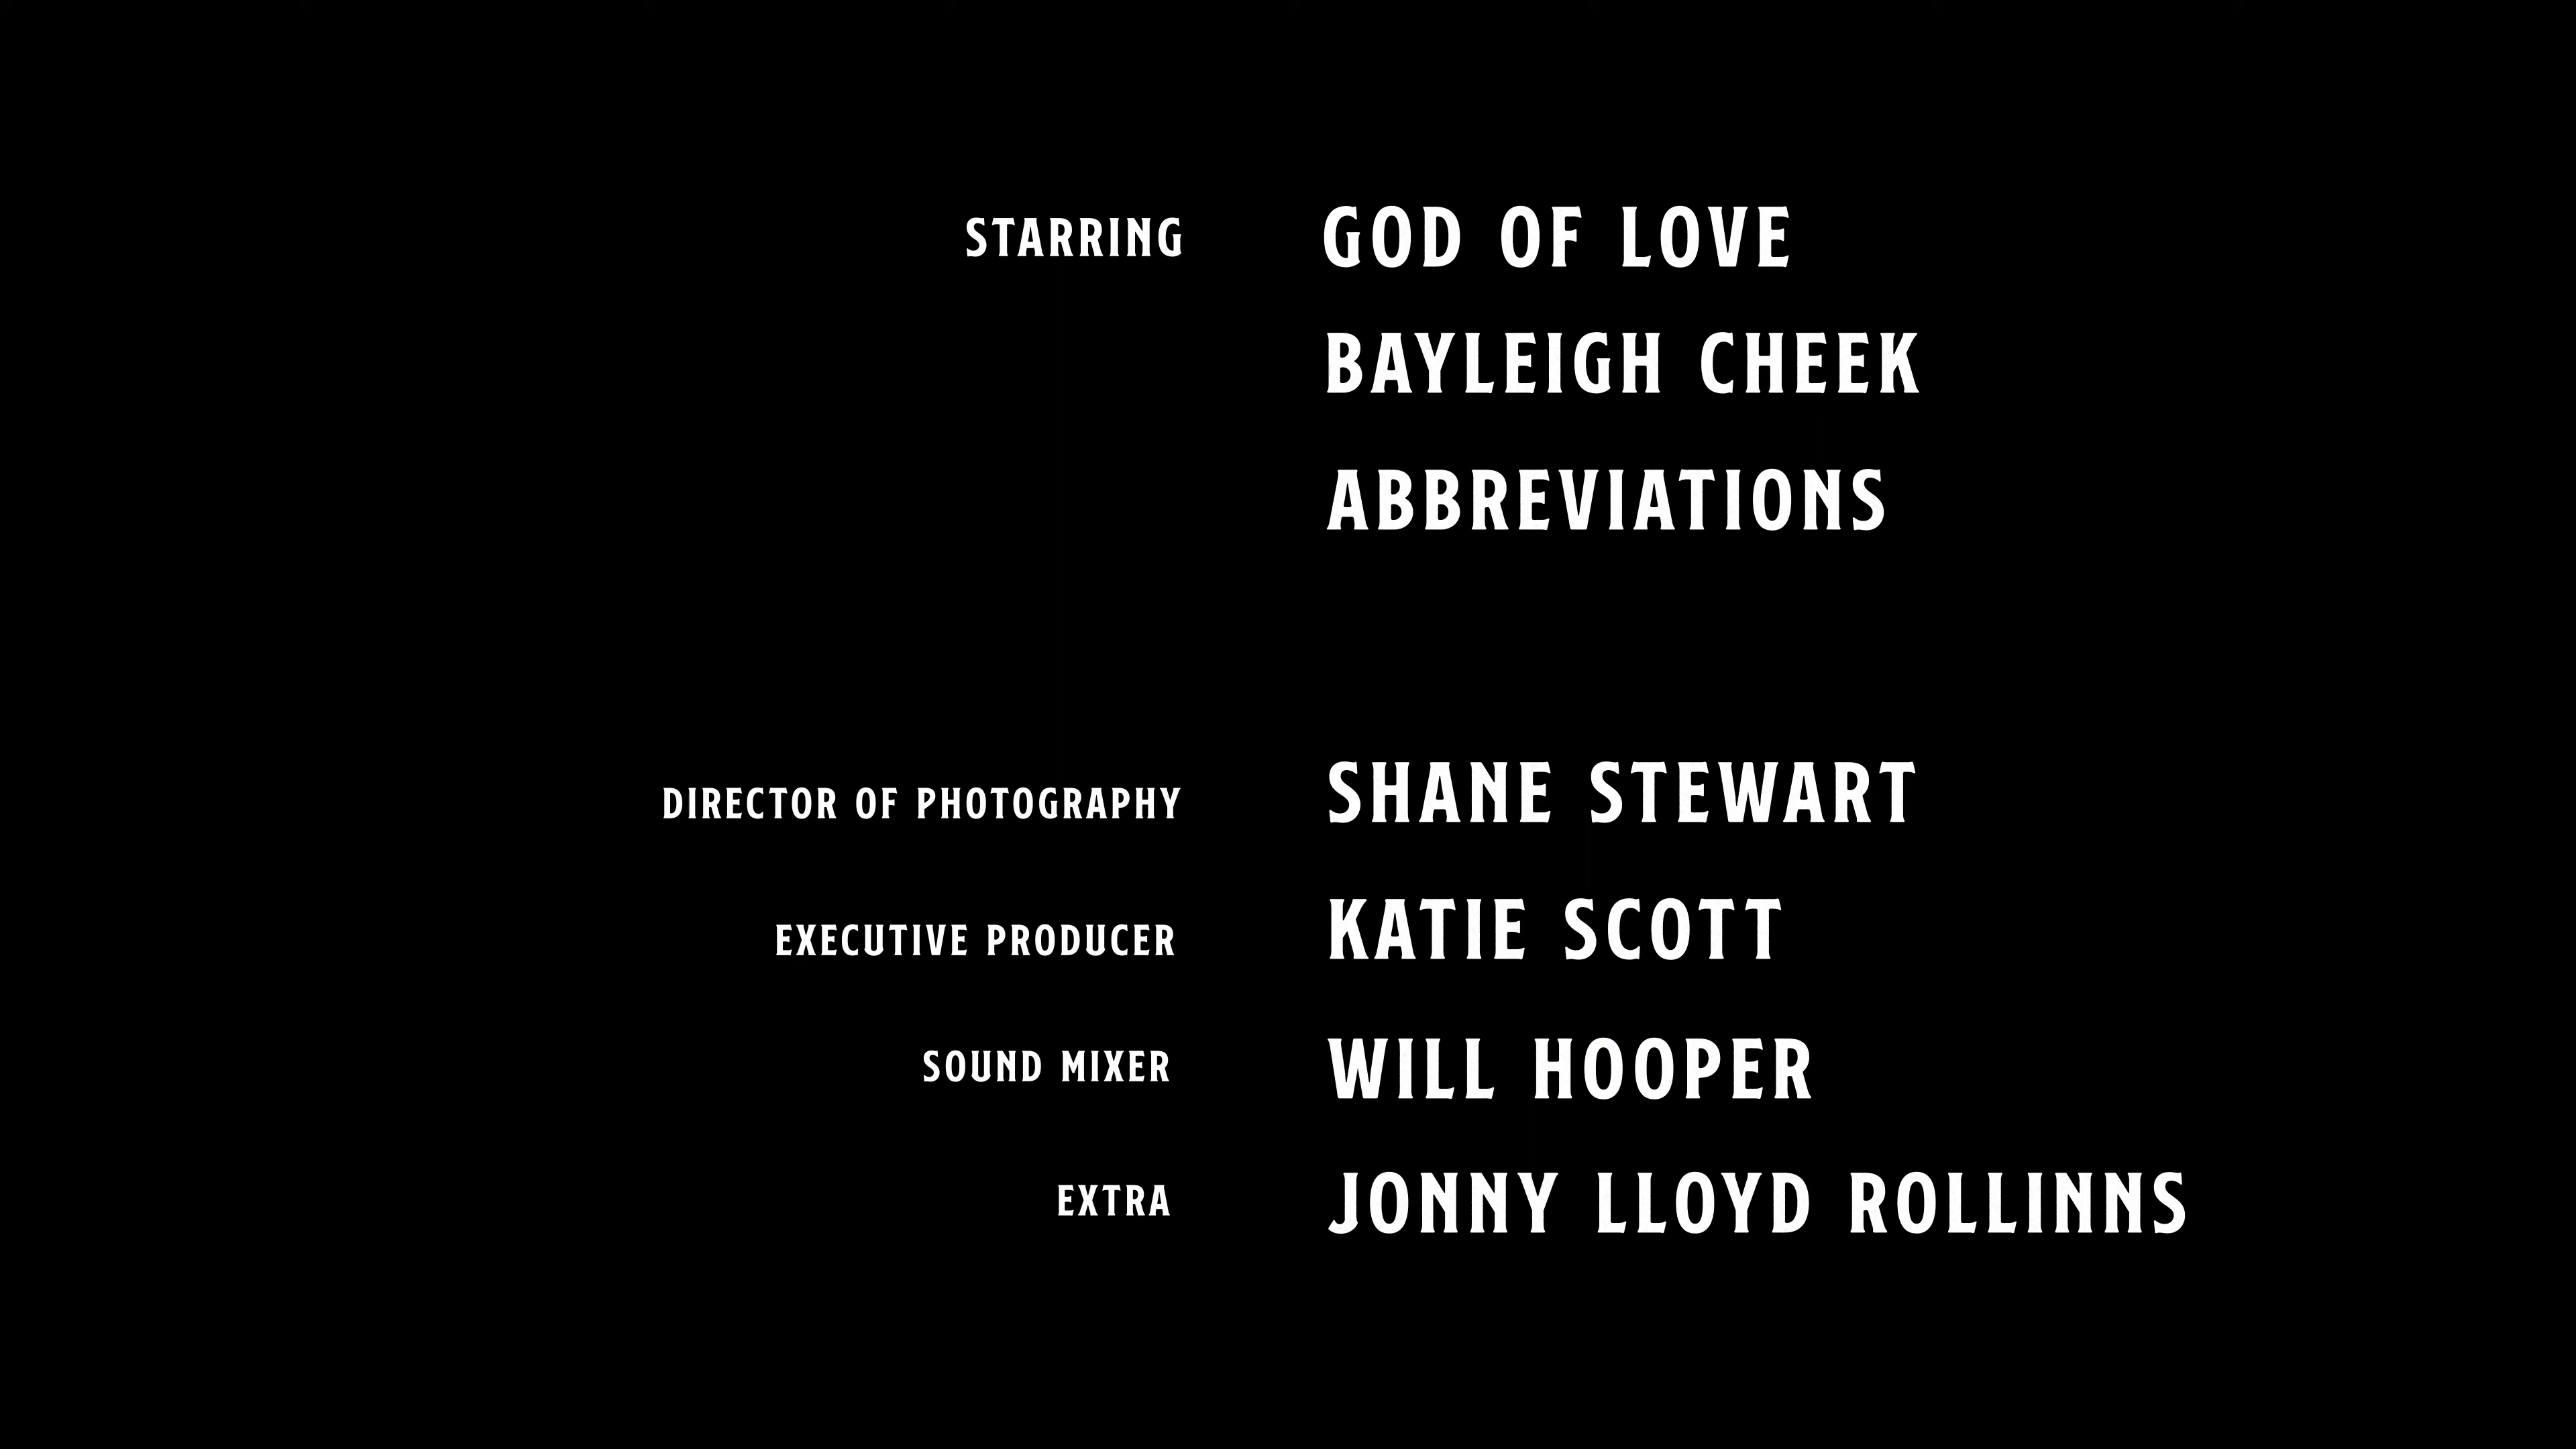 STARRING GOD OF LOVE
BAYLEIGH CHEEK
ABBREVIATIONS
DIRECTOR OF PHOTOGRAPHY SHANE STEWART
EXECUTIVE PRODUCER KATIE SCOTT
SOUND MIXER WILL HOOPER
EXTRA JONNY LLOYD ROLLINNS